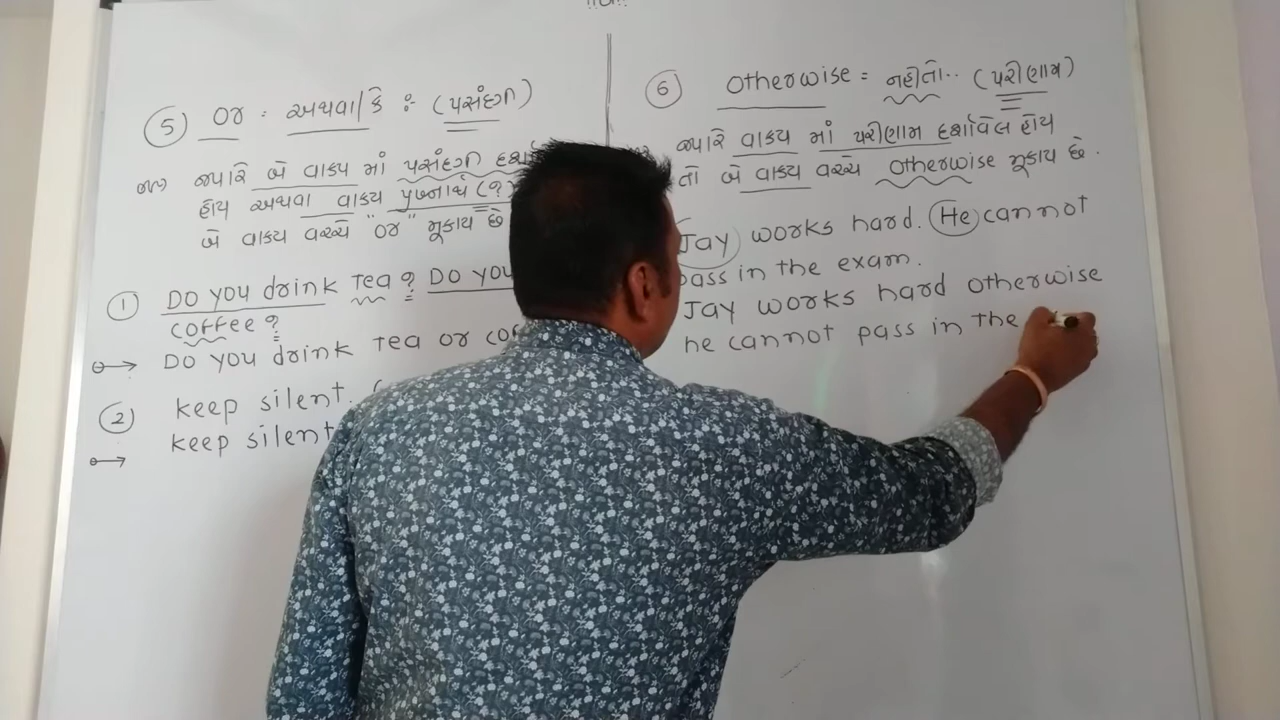 5) or : અથવા/કે :- (પસંદગી)
જ્યારે બે વાક્ય માં પસંદગી
હોય અથવા વાક્ય પ્રશ્નાર્થ (?)
બે વાક્ય વચ્ચે "or" મૂકાય છે
① Do you drink tea? Do you
coffee?
→ Do you drink tea or
② keep silent.
→ keep silent
⑥ Otherwise = નહીતો.. (પરીણામ)
જ્યારે વાક્ય માં પરીણામ દર્શાવેલ હોય
તો બે વાક્ય વચ્ચે otherwise મૂકાય છે.
Jay works hard. He cannot
pass in the exam.
Jay works hard otherwise
he cannot pass in the